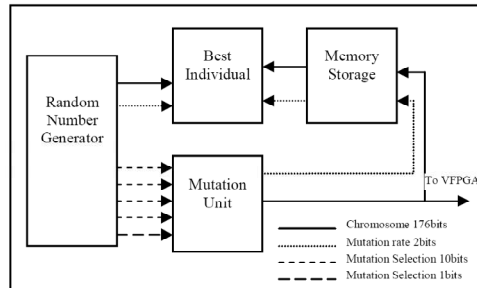 Best
Individual
Memory
Storage
Random
Number
Generator
Mutation
Unit
To VFPGA
Chromosome 176bits
Mutation rate 2bits
Mutation Selection 10bits
Mutation Selection 1bits